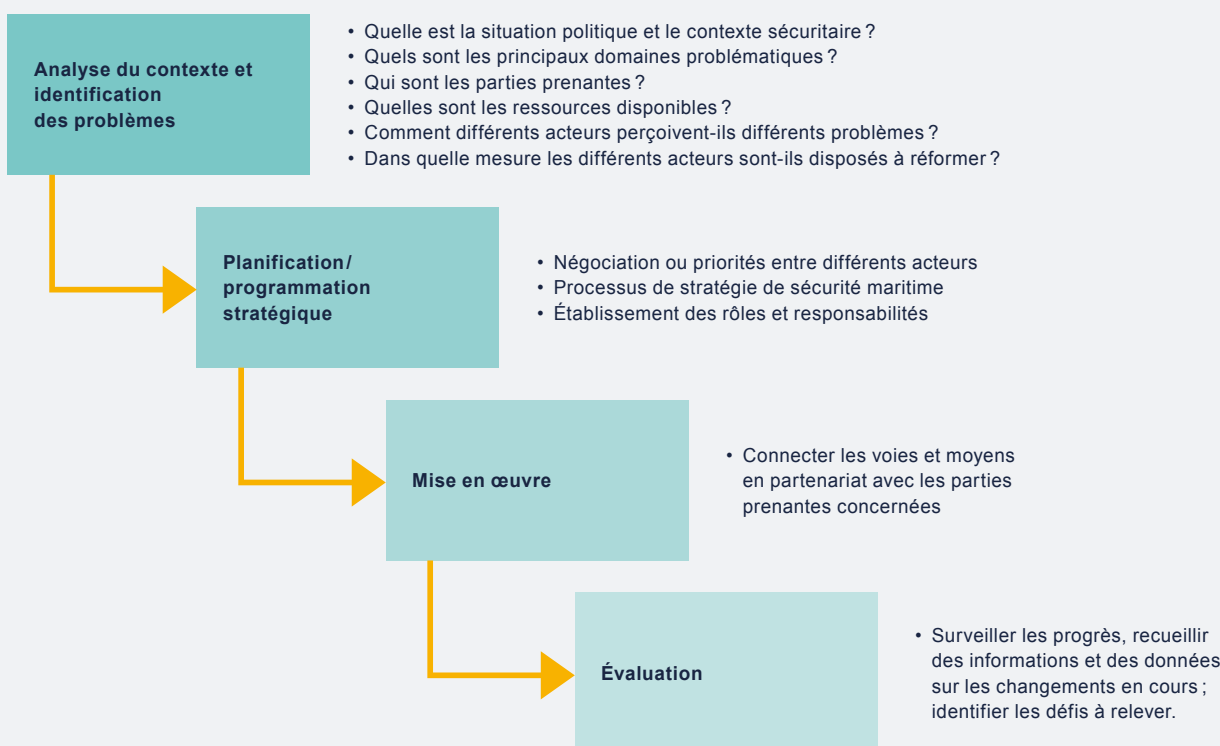 Analyse du contexte et
identification
des problèmes
• Quelle est la situation politique et le contexte sécuritaire ?
• Quels sont les principaux domaines problématiques ?
• Qui sont les parties prenantes ?
• Quelles sont les ressources disponibles ?
• Comment différents acteurs perçoivent-ils différents problèmes ?
• Dans quelle mesure les différents acteurs sont-ils disposés à réformer ?
Planification/
programmation
stratégique
• Négociation ou priorités entre différents acteurs
• Processus de stratégie de sécurité maritime
• Établissement des rôles et responsabilités
Mise en œuvre
• Connecter les voies et moyens
en partenariat avec les parties
prenantes concernées
Évaluation
• Surveiller les progrès, recueillir
des informations et des données
sur les changements en cours ;
identifier les défis à relever.